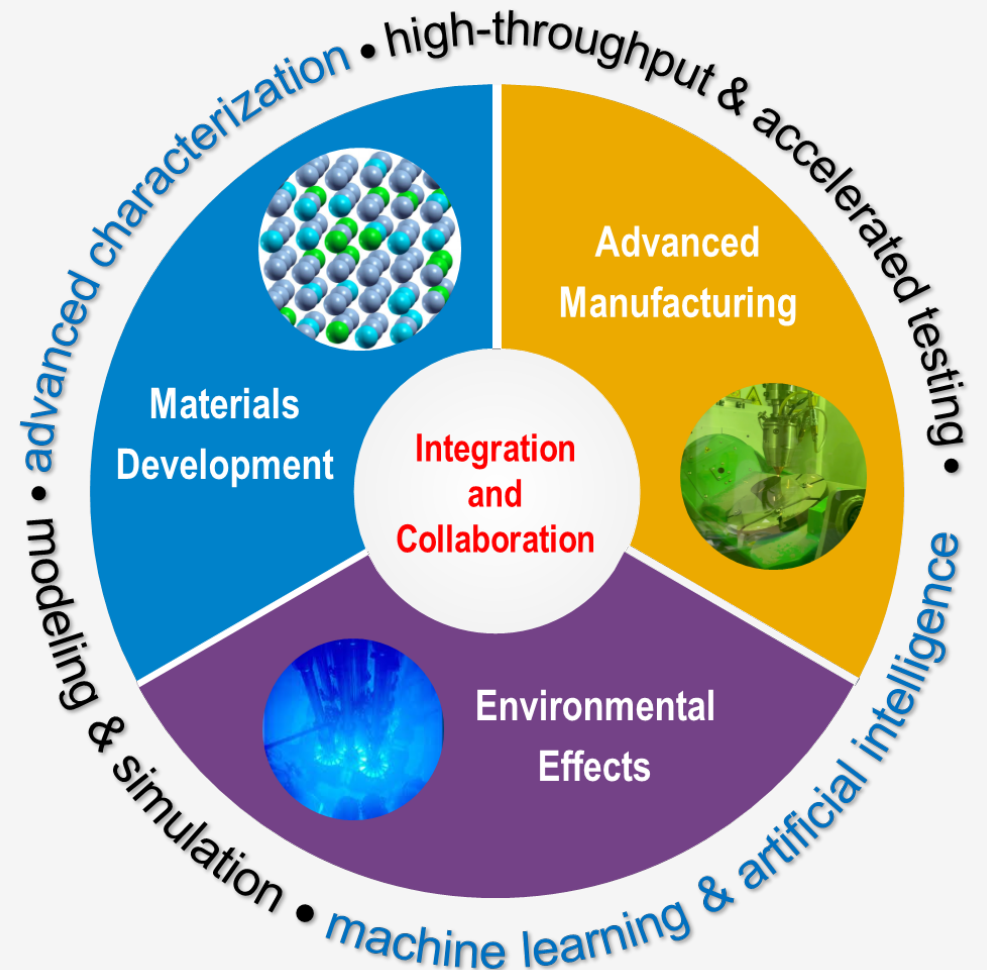 advanced characterization • high-throughput & accelerated testing •
machine learning & artificial intelligence
• modeling & simulation •
Materials
Development
Advanced
Manufacturing
Integration
and
Collaboration
Environmental
Effects